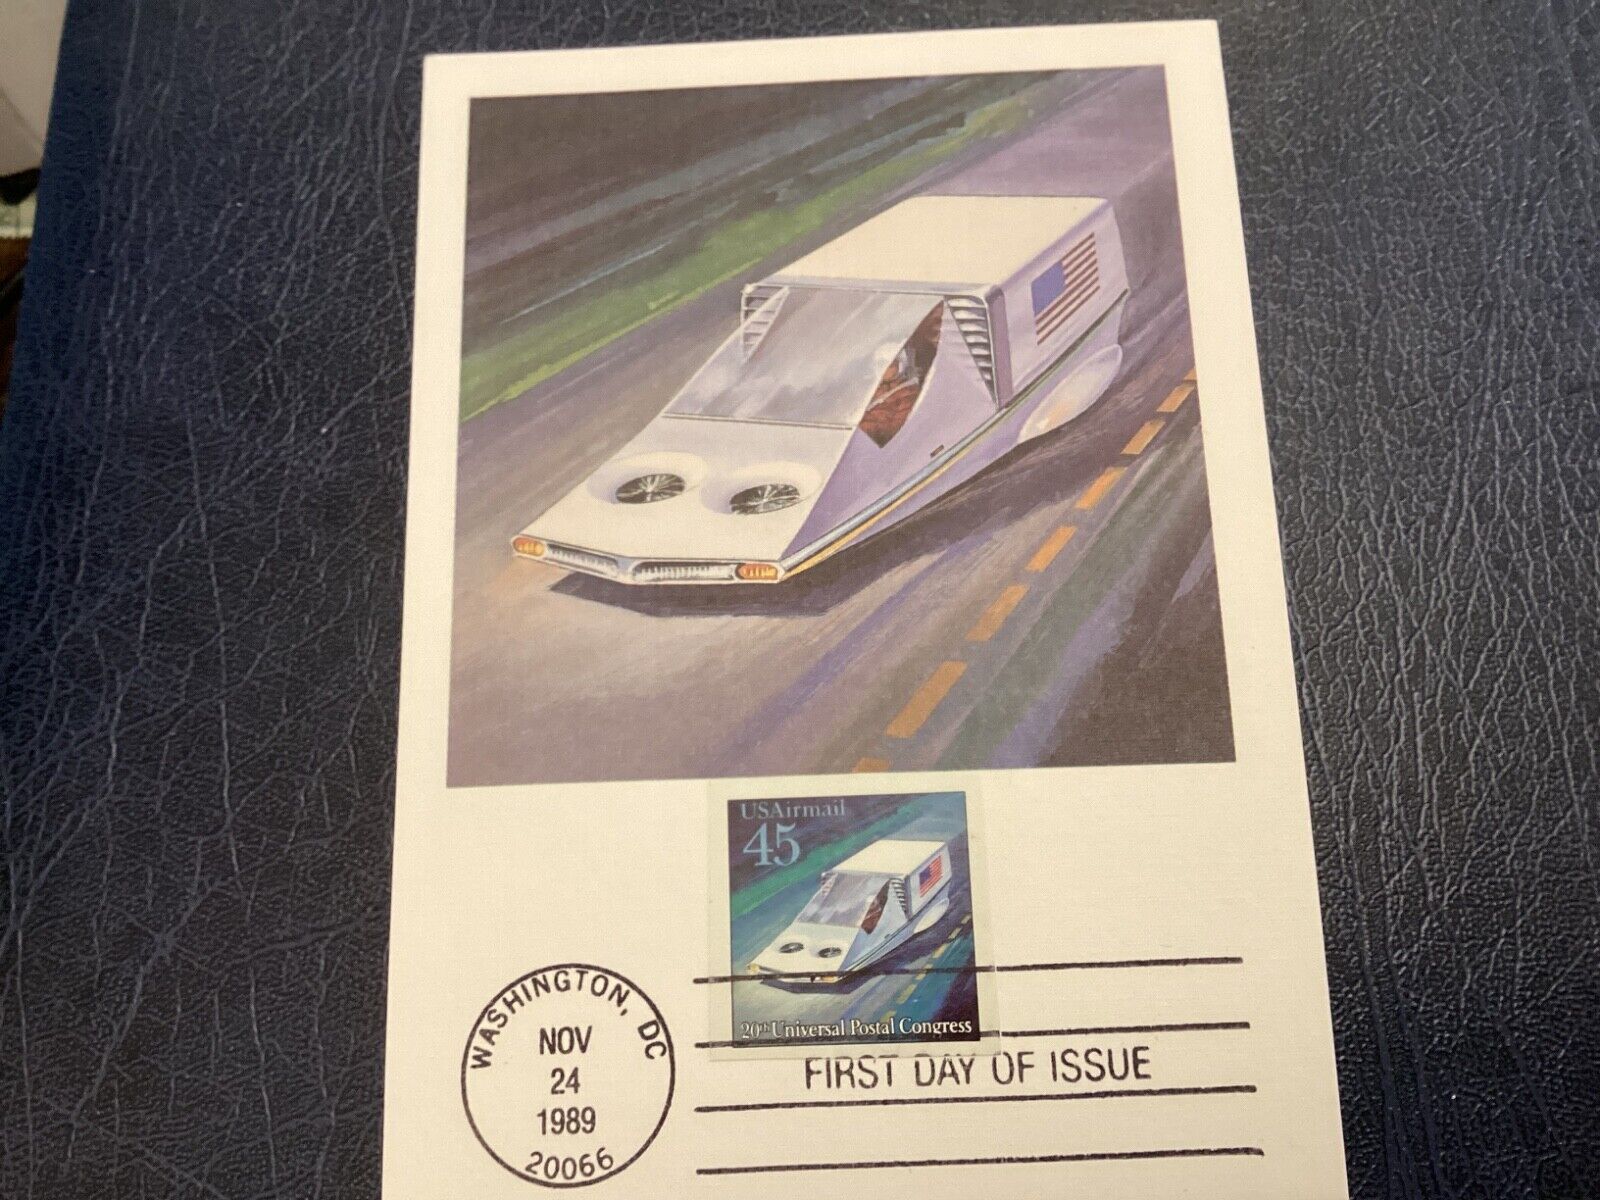 USAirmail
45
20th Universal Postal Congress
WASHINGTON, DC
NOV
24
1989
20066
FIRST DAY OF ISSUE